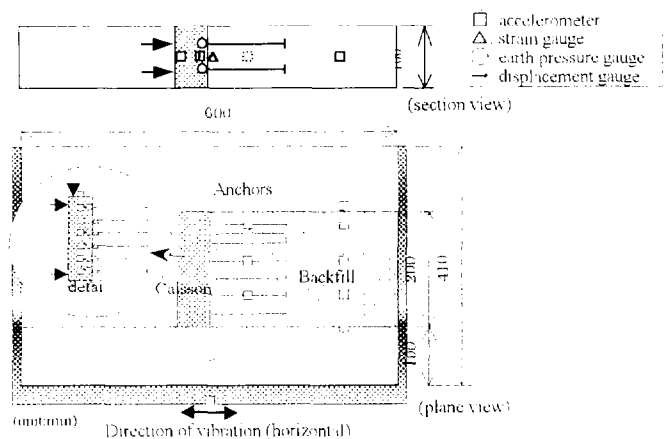 accelerometer
strain gauge
earth pressure gauge
displacement gauge
(section view)
600
Anchors
Backfill
Caisson
detai
200
410
100
(unit:mm)
(plane view)
Direction of vibration (horizontal)